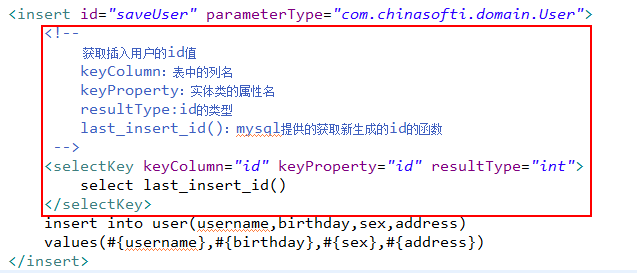 <insert id="saveUser" parameterType="com.chinasofti.domain.User">
<!--
获取插入用户的id值
keyColumn：表中的列名
keyProperty：实体类的属性名
resultType:id的类型
last_insert_id()：mysql提供的获取新生成的id的函数
-->
<selectKey keyColumn="id" keyProperty="id" resultType="int">
select last_insert_id()
</selectKey>
insert into user(username,birthday,sex,address)
values(#{username},#{birthday},#{sex},#{address})
</insert>